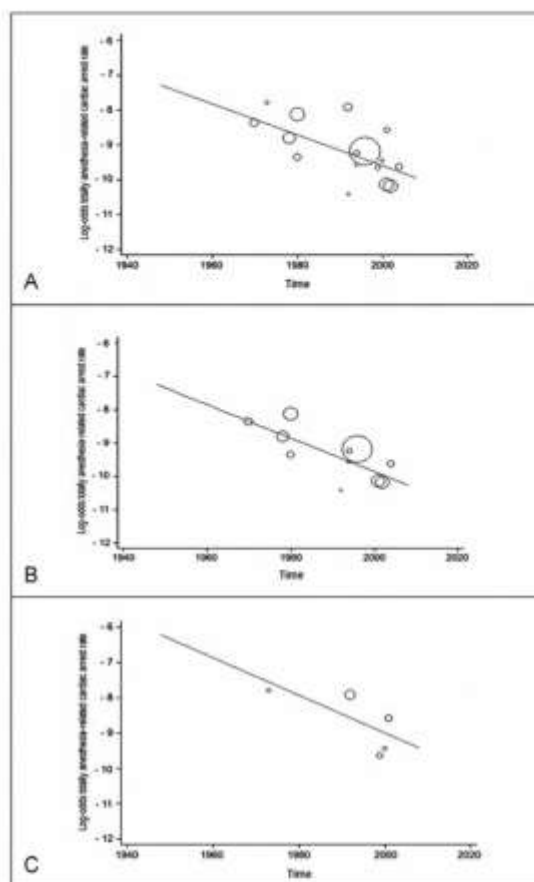 Log-odds totally anesthesia-related cardiac arrest rate
- 6
- 7
- 8
- 9
- 10
- 11
- 12
1940 1960 1980 2000 2020
Time
A
Log-odds totally anesthesia-related cardiac arrest rate
- 6
- 7
- 8
- 9
- 10
- 11
- 12
1940 1960 1980 2000 2020
Time
B
Log-odds totally anesthesia-related cardiac arrest rate
- 6
- 7
- 8
- 9
- 10
- 11
- 12
1940 1960 1980 2000 2020
Time
C